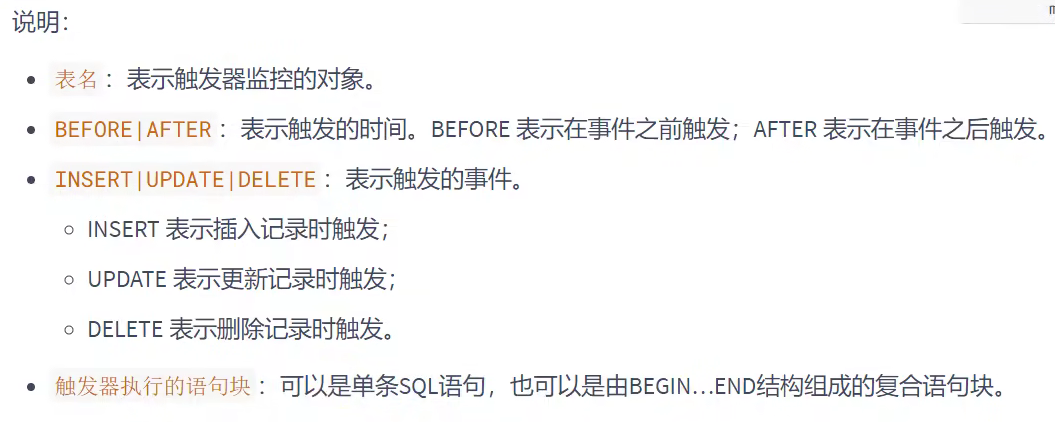 说明：
表名：表示触发器监控的对象。
BEFORE|AFTER：表示触发的时间。BEFORE 表示在事件之前触发；AFTER 表示在事件之后触发。
INSERT|UPDATE|DELETE：表示触发的事件。
INSERT 表示插入记录时触发；
UPDATE 表示更新记录时触发；
DELETE 表示删除记录时触发。
触发器执行的语句块：可以是单条SQL语句，也可以是由BEGIN…END结构组成的复合语句块。